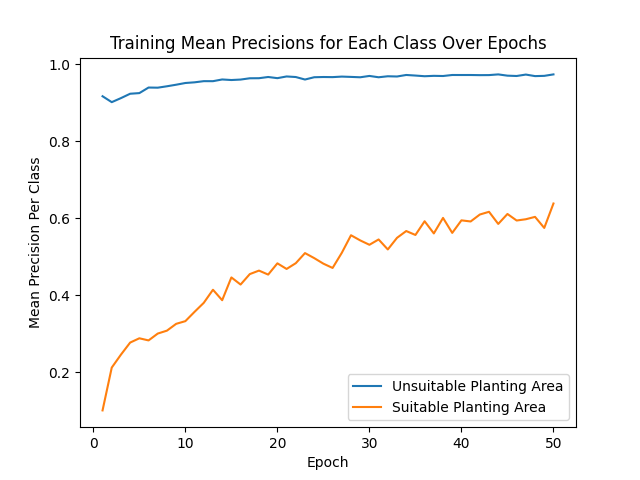 Training Mean Precisions for Each Class Over Epochs
Mean Precision Per Class
1.0
0.8
0.6
0.4
0.2
0
10
20
30
40
50
Epoch
Unsuitable Planting Area
Suitable Planting Area